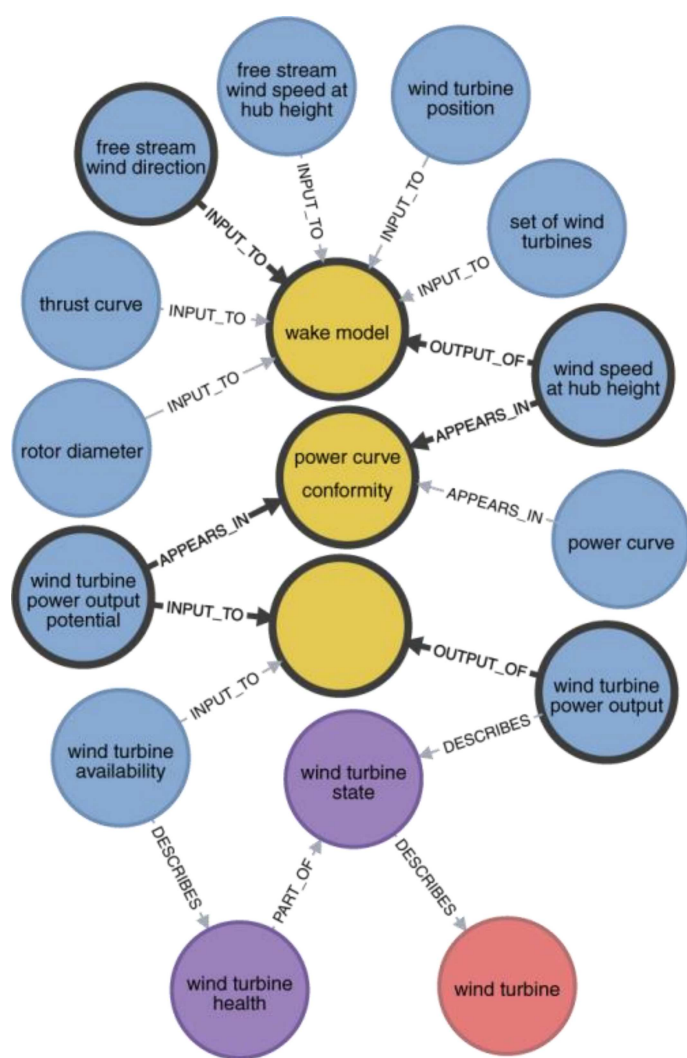 free stream
wind speed at
hub height
wind turbine
position
free stream
wind direction
INPUT_TO
INPUT_TO
INPUT_TO
set of wind
turbines
INPUT_TO
thrust curve
INPUT_TO
wake model
OUTPUT_OF
wind speed
at hub height
INPUT_TO
rotor diameter
APPEARS_IN
power curve
conformity
APPEARS_IN
power curve
APPEARS_IN
wind turbine
power output
potential
INPUT_TO
OUTPUT_OF
wind turbine
power output
INPUT_TO
wind turbine
availability
DESCRIBES
wind turbine
state
DESCRIBES
PART_OF
DESCRIBES
wind turbine
health
wind turbine